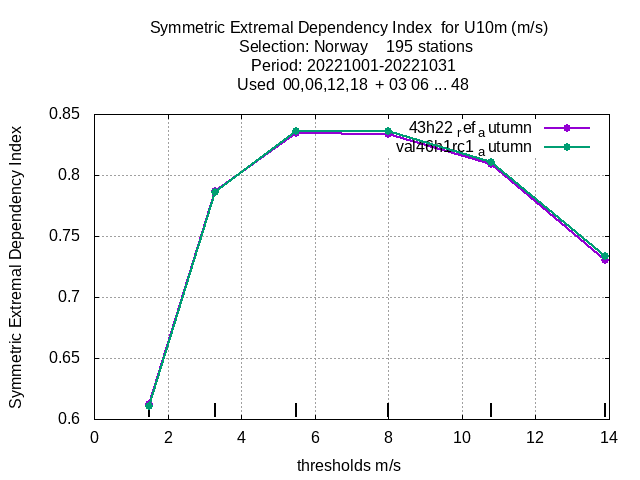 Symmetric Extremal Dependency Index  for U10m (m/s)
Selection: Norway    195 stations
Period: 20221001-20221031
Used  00,06,12,18  + 03 06 ... 48
Symmetric Extremal Dependency Index
0.85
0.8
0.75
0.7
0.65
0.6
43h22 ref autumn
val46h1rc1 autumn
0 2 4 6 8 10 12 14
thresholds m/s